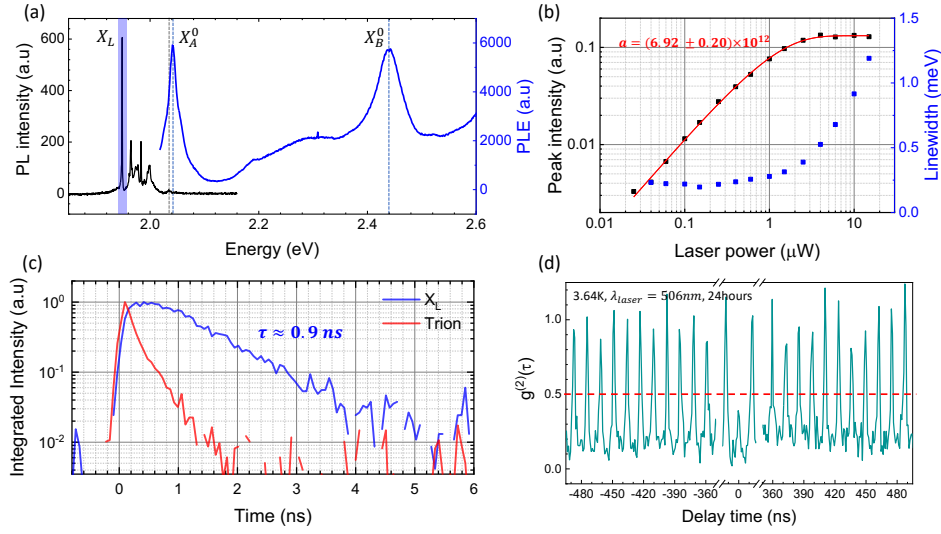 (a)
X_L
X_A^0
X_B^0
PL intensity (a.u)
600
400
200
0
6000
4000
2000
0
PLE (a.u)
2.0
2.2
2.4
2.6
Energy (eV)
(b)
a = (6.92 ± 0.20)×10^12
Peak intensity (a.u)
0.1
0.01
1.5
1.0
0.5
0.0
Linewidth (meV)
0.01
0.1
1
10
Laser power (μW)
(c)
X_L
Trion
τ ≈ 0.9 ns
Integrated Intensity (a.u)
10^0
10^-1
10^-2
0
1
2
3
4
5
6
Time (ns)
(d)
3.64K, λ_laser = 506nm, 24hours
g^(2)(τ)
1.0
0.5
0.0
-480
-450
-420
-390
-360
0
360
390
420
450
480
Delay time (ns)